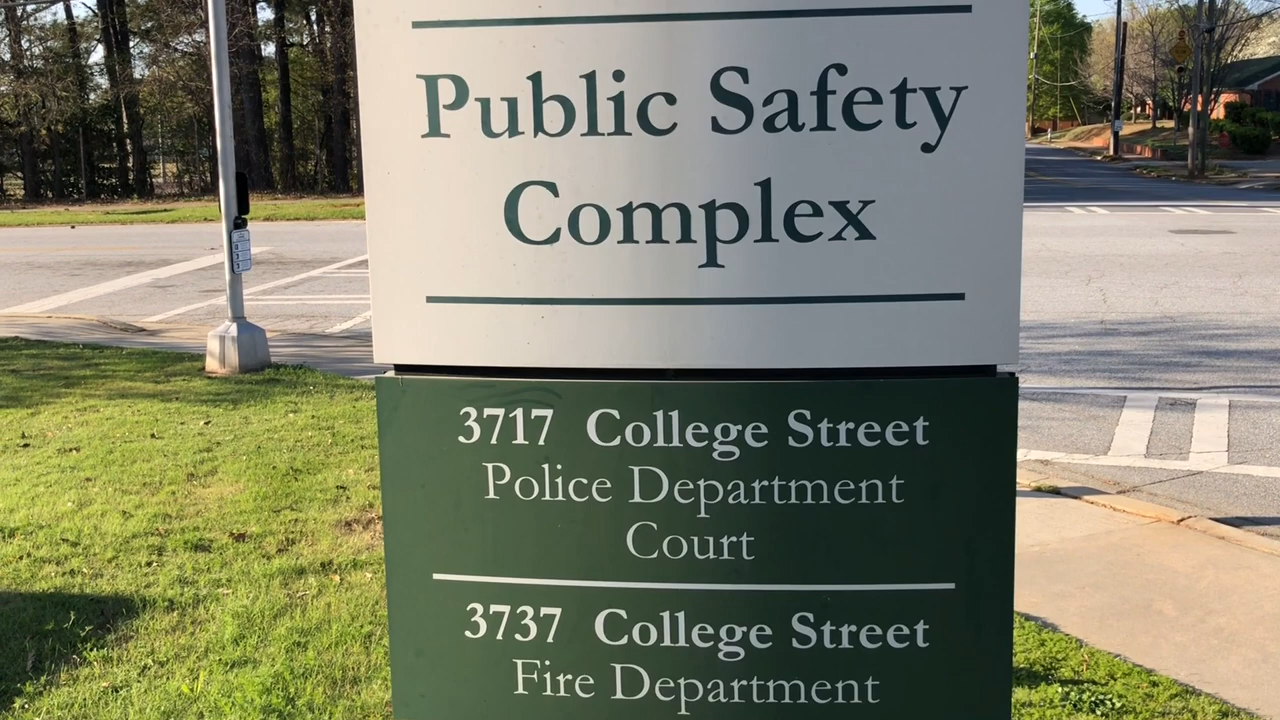 Public Safety
Complex
3717 College Street
Police Department
Court
3737 College Street
Fire Department